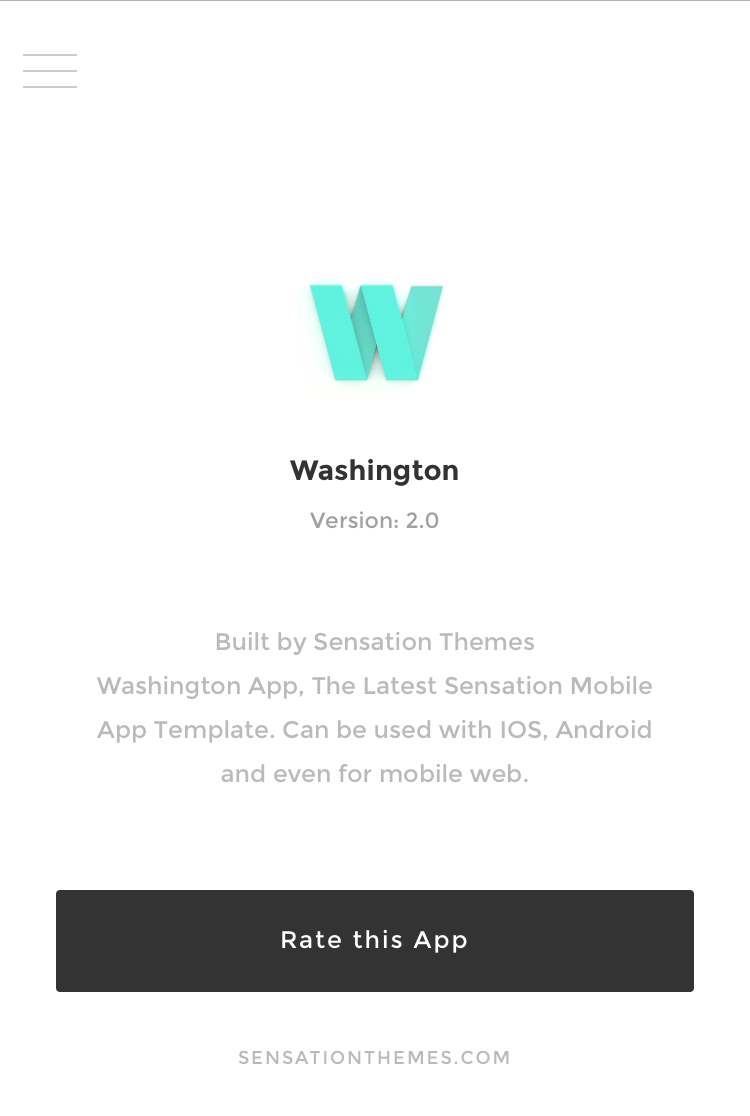 Washington
Version: 2.0
Built by Sensation Themes
Washington App, The Latest Sensation Mobile
App Template. Can be used with IOS, Android
and even for mobile web.
Rate this App
SENSATIONTHEMES.COM